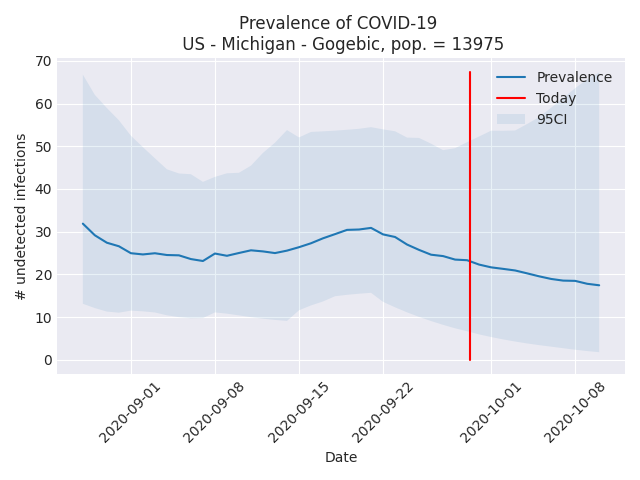 Prevalence of COVID-19
US - Michigan - Gogebic, pop. = 13975
# undetected infections
70
60
50
40
30
20
10
0
Prevalence
Today
95CI
2020-09-01
2020-09-08
2020-09-15
2020-09-22
2020-10-01
2020-10-08
Date